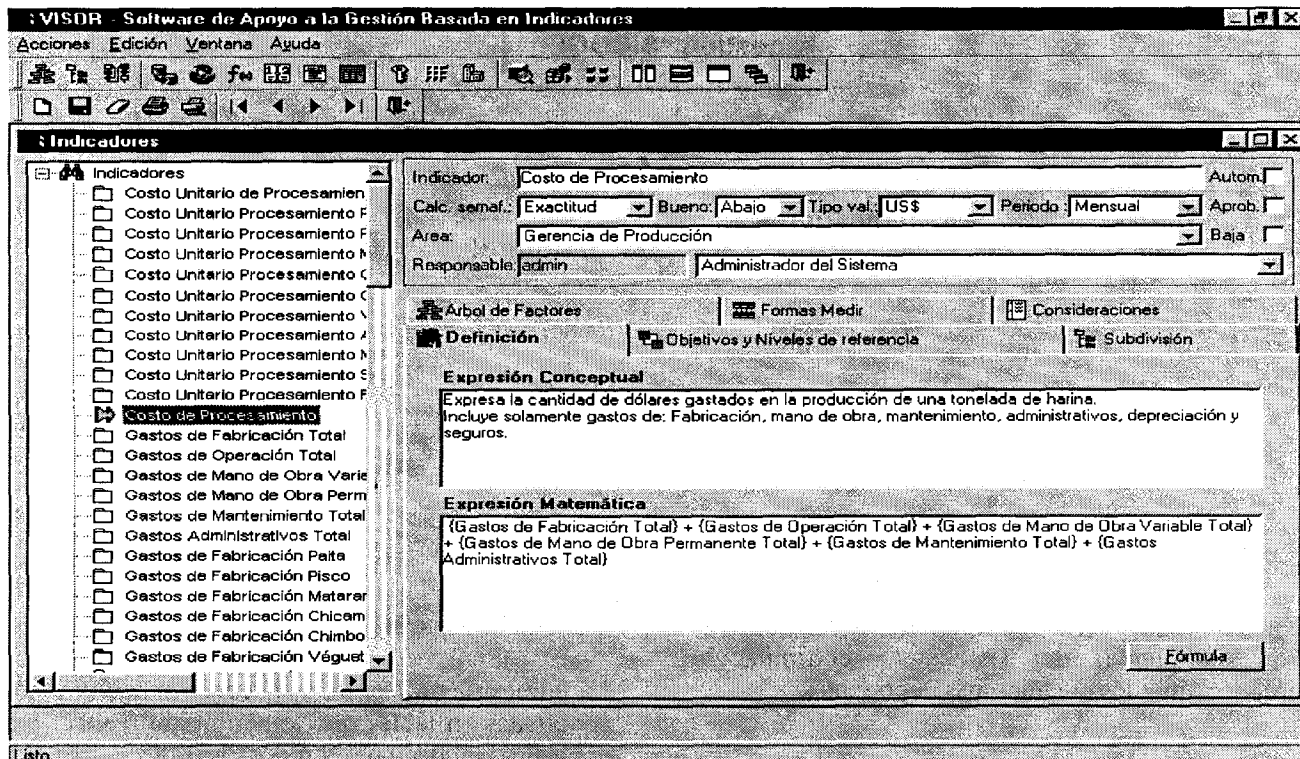 : VISOR - Software de Apoyo a la Gestión Basada en Indicadores
Acciones Edición Ventana Ayuda
: Indicadores
Indicadores
Costo Unitario de Procesamien
Costo Unitario Procesamiento P
Costo Unitario Procesamiento P
Costo Unitario Procesamiento M
Costo Unitario Procesamiento C
Costo Unitario Procesamiento C
Costo Unitario Procesamiento V
Costo Unitario Procesamiento A
Costo Unitario Procesamiento M
Costo Unitario Procesamiento S
Costo Unitario Procesamiento P
Costo de Procesamiento
Gastos de Fabricación Total
Gastos de Operación Total
Gastos de Mano de Obra Varia
Gastos de Mano de Obra Perm
Gastos de Mantenimiento Total
Gastos Administrativos Total
Gastos de Fabricación Paita
Gastos de Fabricación Pisco
Gastos de Fabricación Matarar
Gastos de Fabricación Chicam
Gastos de Fabricación Chimbo
Gastos de Fabricación Véguet
Indicador: Costo de Procesamiento Autom.
Calc. semaf.: Exactitud Bueno: Abajo Tipo val.: US$ Periodo : Mensual Aprob.
Area: Gerencia de Producción Baja
Responsable: admin Administrador del Sistema
Arbol de Factores Formas Medir Consideraciones
Definición Objetivos y Niveles de referencia Subdivisión
Expresión Conceptual
Expresa la cantidad de dólares gastados en la producción de una tonelada de harina.
Incluye solamente gastos de: Fabricación, mano de obra, mantenimiento, administrativos, depreciación y
seguros.
Expresión Matemática
{Gastos de Fabricación Total} + {Gastos de Operación Total} + {Gastos de Mano de Obra Variable Total}
+ {Gastos de Mano de Obra Permanente Total} + {Gastos de Mantenimiento Total} + {Gastos
Administrativos Total}
Fórmula
Listo